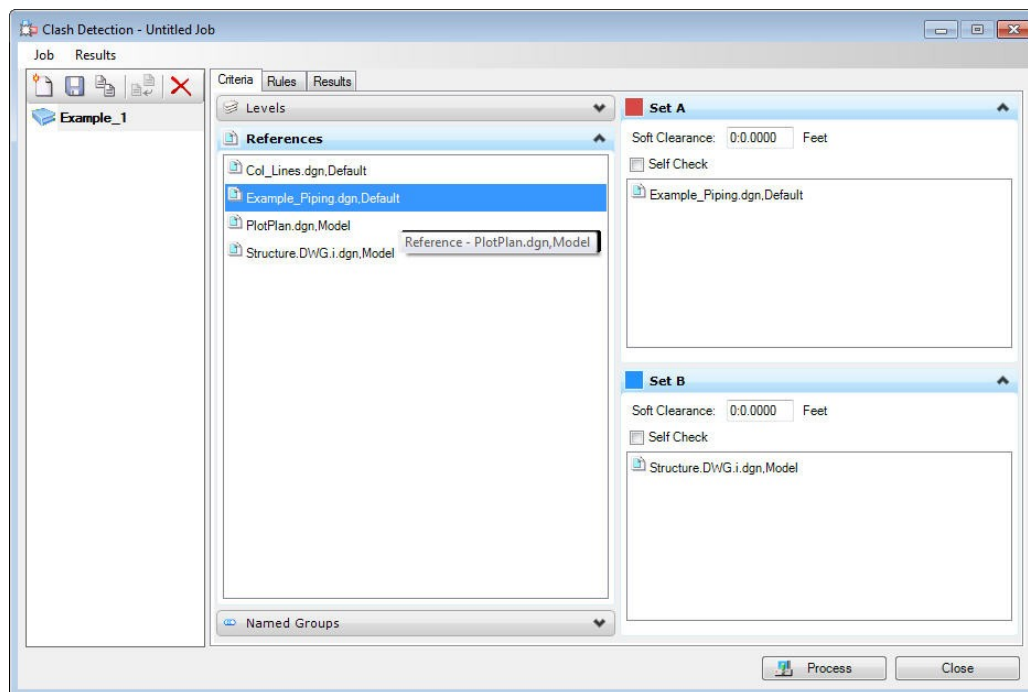 Clash Detection - Untitled Job
Job Results
Example_1
Criteria Rules Results
Levels
References
Col_Lines.dgn,Default
Example_Piping.dgn,Default
PlotPlan.dgn,Model
Reference - PlotPlan.dgn,Model
Structure.DWG.i.dgn,Model
Named Groups
Set A
Soft Clearance: 0:0.0000 Feet
Self Check
Example_Piping.dgn,Default
Set B
Soft Clearance: 0:0.0000 Feet
Self Check
Structure.DWG.i.dgn,Model
Process Close